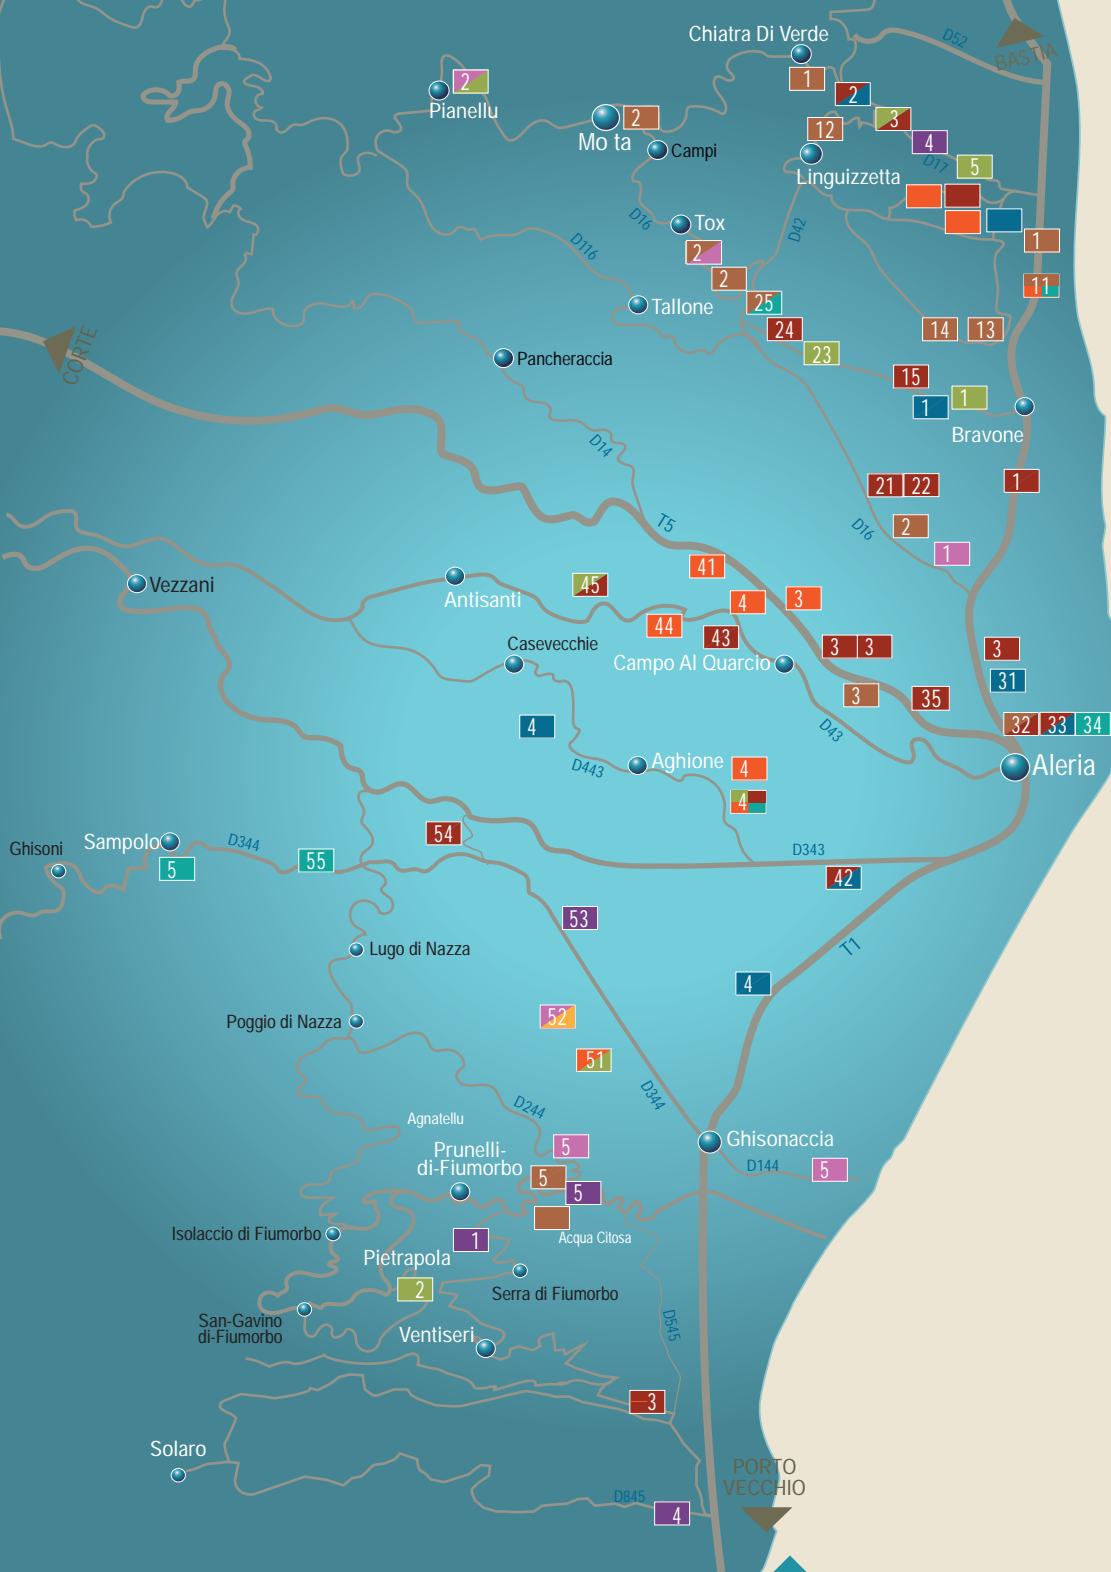 Chiatra Di Verde
D52
BASTIA
1
2
Pianellu
2
Mo ta
2
Campi
12
3
4
D17
5
Linguizzetta
D16
Tox
D42
1
2
D116
2
11
Tallone
25
24
23
14
13
CORTE
Pancheraccia
15
1
1
Bravone
D14
21
22
1
T5
2
D16
1
41
Vezzani
Antisanti
45
4
3
44
43
Casevecchie
Campo Al Quarcio
3
3
3
31
3
35
32
33
34
4
D43
D443
Aghione
4
Aleria
4
54
Ghisoni
Sampolo
D344
5
55
D343
42
53
T1
Lugo di Nazza
4
Poggio di Nazza
52
51
D344
D244
Agnatellu
Prunelli-
di-Fiumorbo
5
Ghisonaccia
D144
5
5
5
Isolaccio di Fiumorbo
1
Acqua Citosa
Pietrapola
2
Serra di Fiumorbo
San-Gavino
di-Fiumorbo
Ventiseri
D545
3
Solaro
PORTO
VECCHIO
D845
4